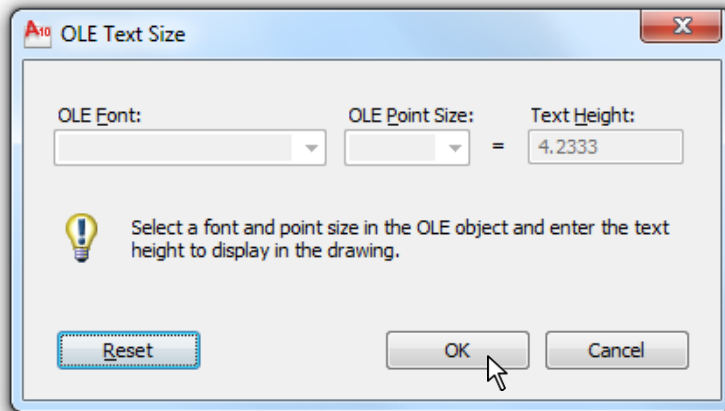 A10 OLE Text Size X
OLE Font: OLE Point Size: Text Height:
= 4.2333
Select a font and point size in the OLE object and enter the text
height to display in the drawing.
Reset OK Cancel